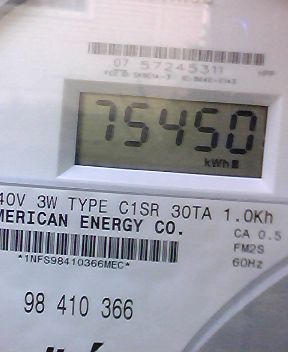 07 57245311
75450
kWh
40V 3W TYPE C1SR 30TA 1.0Kh
MERICAN ENERGY CO.
CA 0.5
FM2S
*1NFS98410366MEC*
60Hz
98 410 366